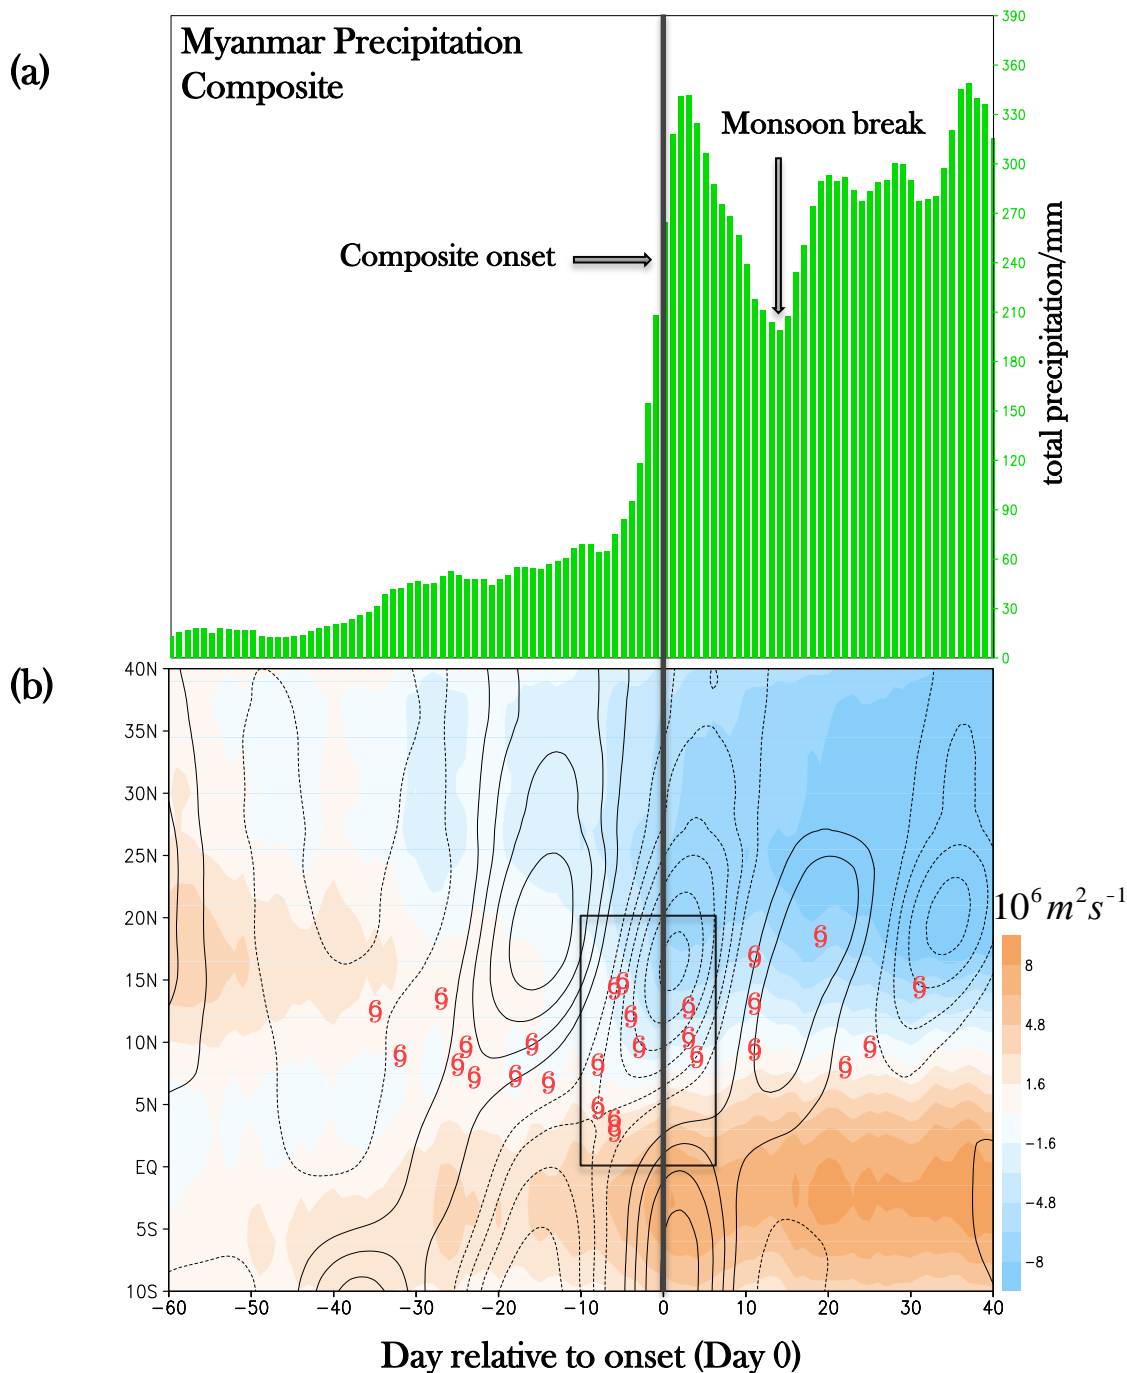 (a)
Myanmar Precipitation
Composite
Monsoon break
Composite onset
390
360
330
300
270
240
210
180
150
120
90
60
30
0
total precipitation/mm
(b)
40N
35N
30N
25N
20N
15N
10N
5N
EQ
5S
10S
-60
-50
-40
-30
-20
-10
0
10
20
30
40
10⁶ m² s⁻¹
8
4.8
1.6
-1.6
-4.8
-8
Day relative to onset (Day 0)